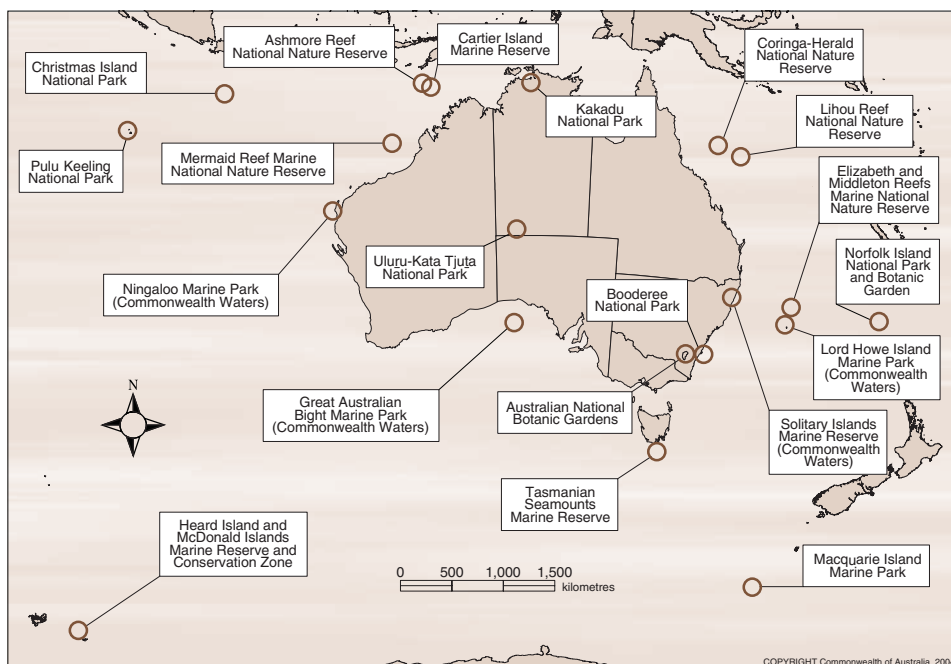 Ashmore Reef
National Nature Reserve
Cartier Island
Marine Reserve
Coringa-Herald
National Nature
Reserve
Christmas Island
National Park
Kakadu
National Park
Lihou Reef
National Nature
Reserve
Pulu Keeling
National Park
Mermaid Reef Marine
National Nature Reserve
Elizabeth and
Middleton Reefs
Marine National
Nature Reserve
Uluru-Kata Tjuta
National Park
Norfolk Island
National Park
and Botanic
Garden
Ningaloo Marine Park
(Commonwealth Waters)
Booderee
National Park
Lord Howe Island
Marine Park
(Commonwealth
Waters)
Great Australian
Bight Marine Park
(Commonwealth Waters)
Australian National
Botanic Gardens
Solitary Islands
Marine Reserve
(Commonwealth
Waters)
N
Tasmanian
Seamounts
Marine Reserve
Heard Island and
McDonald Islands
Marine Reserve and
Conservation Zone
Macquarie Island
Marine Park
0 500 1,000 1,500
kilometres
COPYRIGHT Commonwealth of Australia,